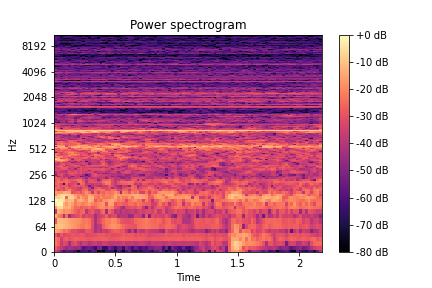 Power spectrogram
Hz
8192
4096
2048
1024
512
256
128
64
0
0
0.5
1
1.5
2
Time
+0 dB
-10 dB
-20 dB
-30 dB
-40 dB
-50 dB
-60 dB
-70 dB
-80 dB